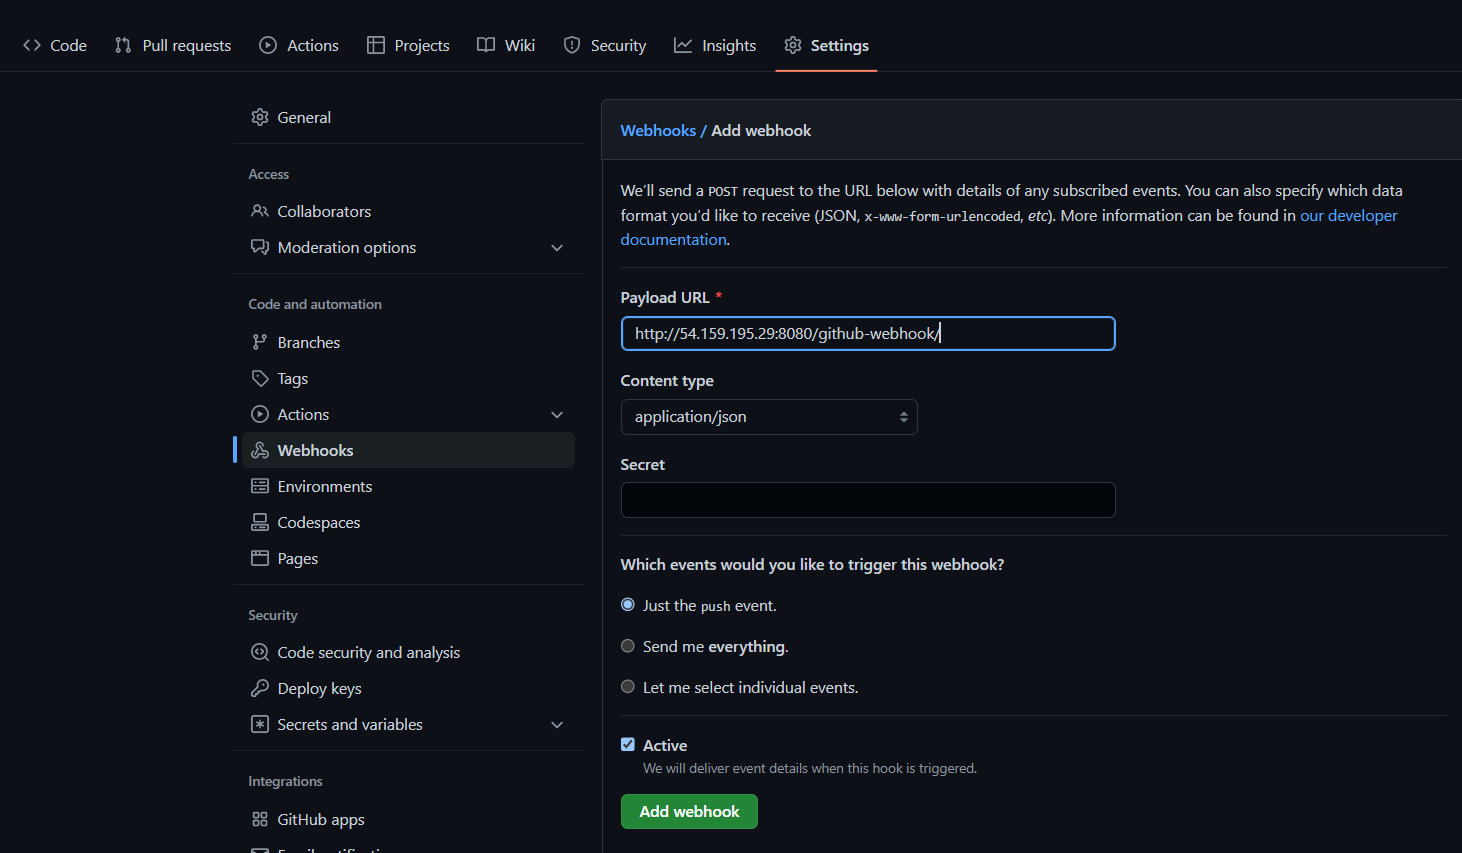 Code Pull requests Actions Projects Wiki Security Insights Settings
General
Access
Collaborators
Moderation options
Code and automation
Branches
Tags
Actions
Webhooks
Environments
Codespaces
Pages
Security
Code security and analysis
Deploy keys
Secrets and variables
Integrations
GitHub apps
Webhooks / Add webhook
We'll send a POST request to the URL below with details of any subscribed events. You can also specify which data
format you'd like to receive (JSON, x-www-form-urlencoded, etc). More information can be found in our developer
documentation.
Payload URL *
http://54.159.195.29:8080/github-webhook/
Content type
application/json
Secret
Which events would you like to trigger this webhook?
Just the push event.
Send me everything.
Let me select individual events.
Active
We will deliver event details when this hook is triggered.
Add webhook